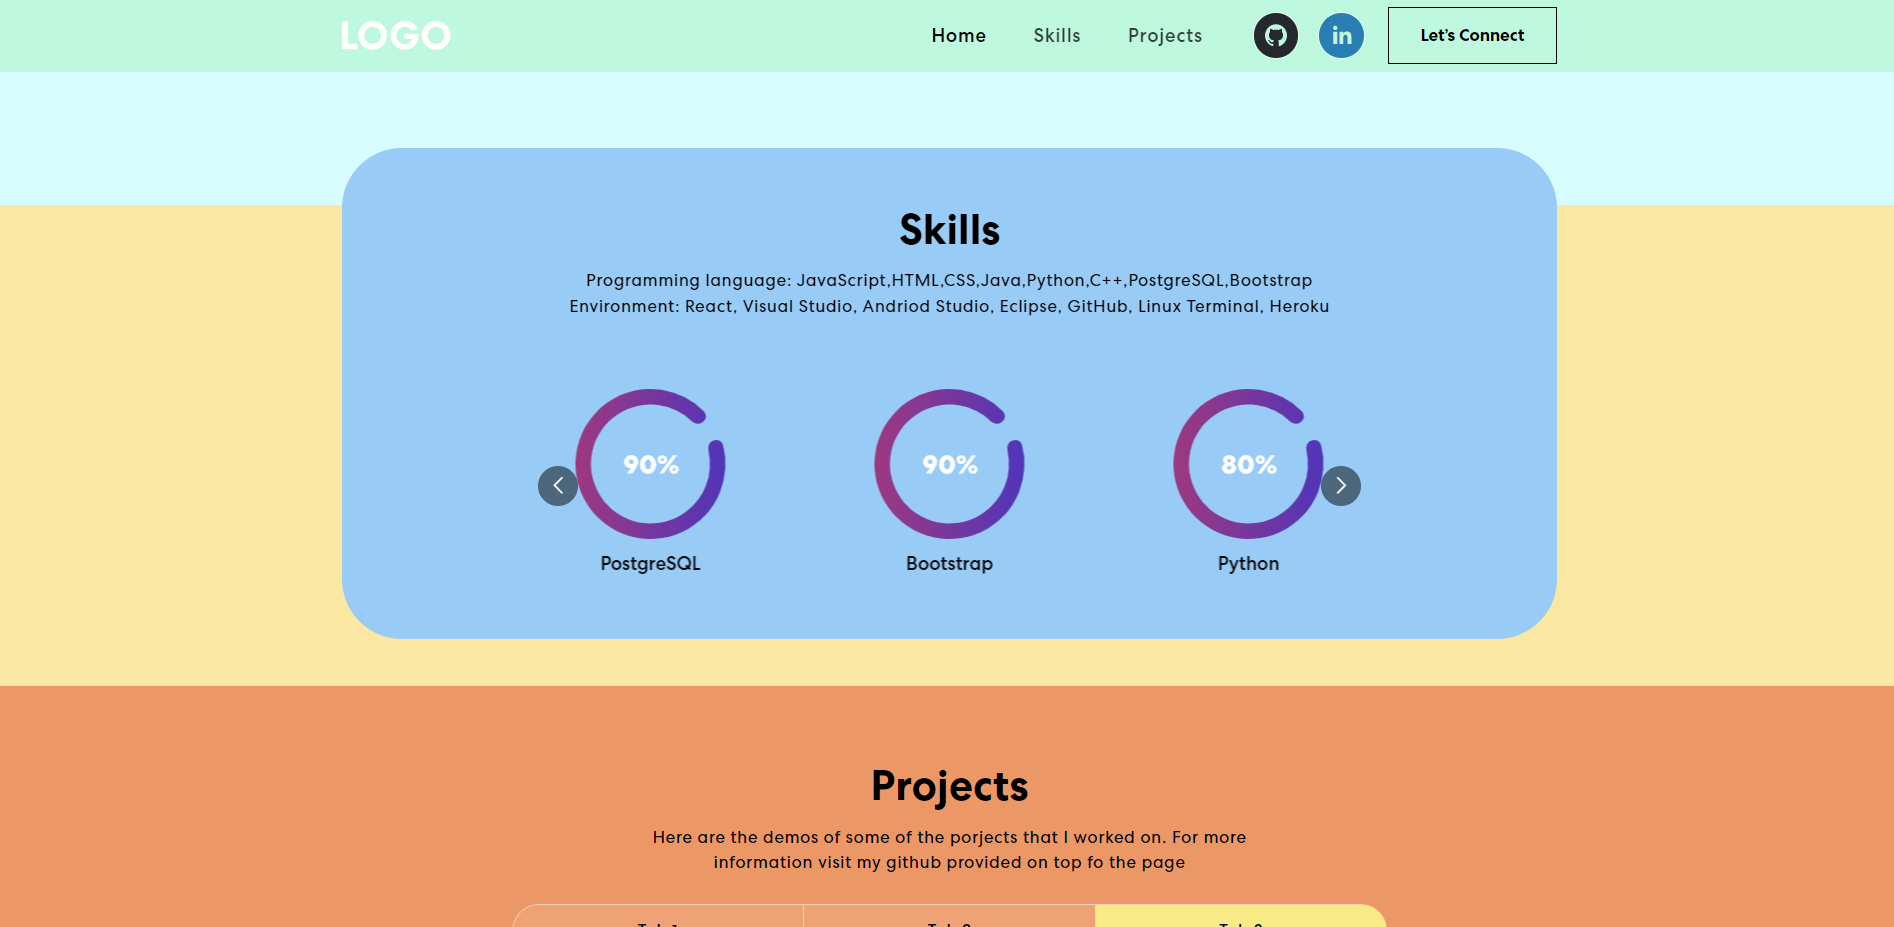 LOGO
Home
Skills
Projects
in
Let's Connect
Skills
Programming language: JavaScript,HTML,CSS,Java,Python,C++,PostgreSQL,Bootstrap
Environment: React, Visual Studio, Andriod Studio, Eclipse, GitHub, Linux Terminal, Heroku
90%
90%
80%
PostgreSQL
Bootstrap
Python
Projects
Here are the demos of some of the porjects that I worked on. For more
information visit my github provided on top fo the page